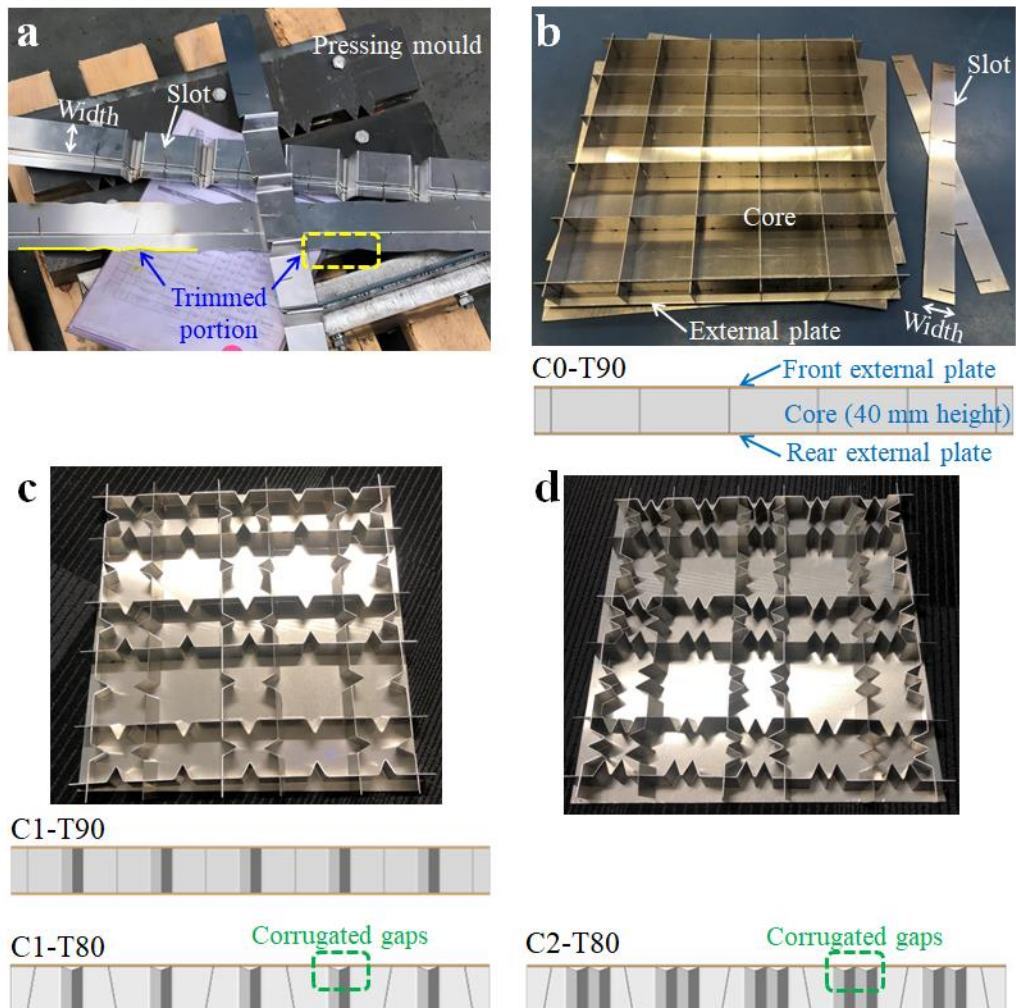 a
Pressing mould
Slot
Width
Trimmed
portion
b
Slot
Core
External plate
Width
C0-T90
Front external plate
Core (40 mm height)
Rear external plate
c
d
C1-T90
C1-T80
Corrugated gaps
C2-T80
Corrugated gaps